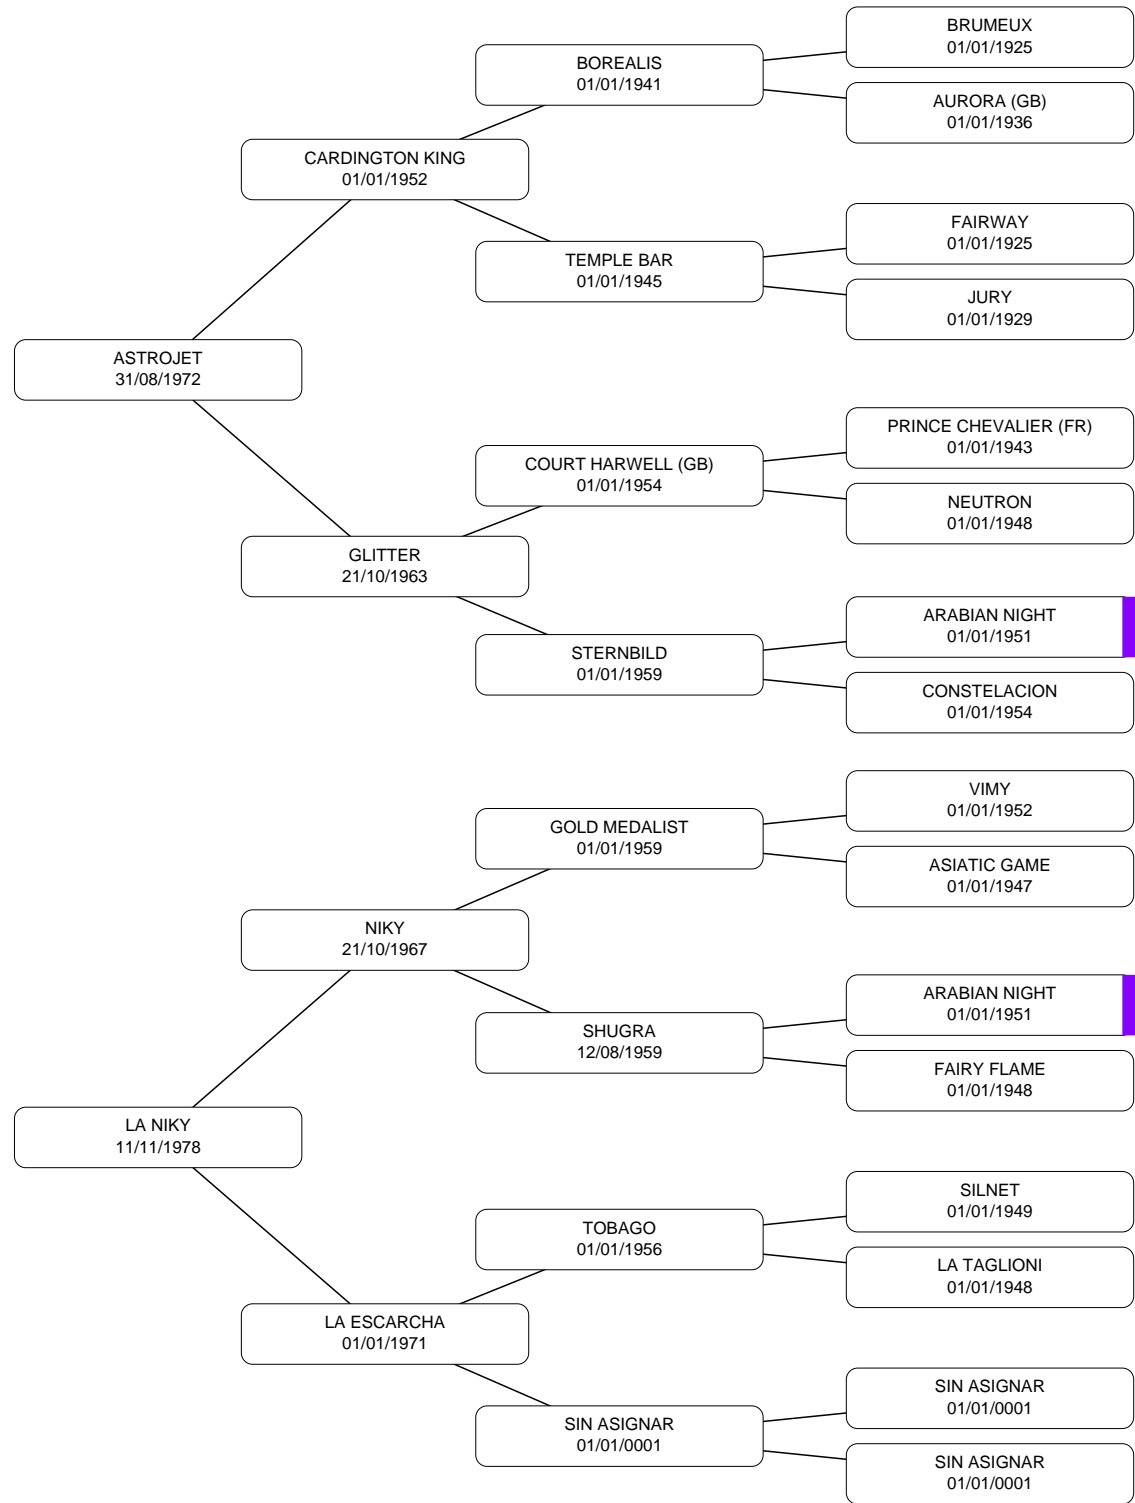 BRUMEUX
01/01/1925
BOREALIS
01/01/1941
AURORA (GB)
01/01/1936
CARDINGTON KING
01/01/1952
FAIRWAY
01/01/1925
TEMPLE BAR
01/01/1945
JURY
01/01/1929
ASTROJET
31/08/1972
PRINCE CHEVALIER (FR)
01/01/1943
COURT HARWELL (GB)
01/01/1954
NEUTRON
01/01/1948
GLITTER
21/10/1963
ARABIAN NIGHT
01/01/1951
STERNBILD
01/01/1959
CONSTELACION
01/01/1954
VIMY
01/01/1952
GOLD MEDALIST
01/01/1959
ASIATIC GAME
01/01/1947
NIKY
21/10/1967
ARABIAN NIGHT
01/01/1951
SHUGRA
12/08/1959
FAIRY FLAME
01/01/1948
LA NIKY
11/11/1978
SILNET
01/01/1949
TOBAGO
01/01/1956
LA TAGLIONI
01/01/1948
LA ESCARCHA
01/01/1971
SIN ASIGNAR
01/01/0001
SIN ASIGNAR
01/01/0001
SIN ASIGNAR
01/01/0001